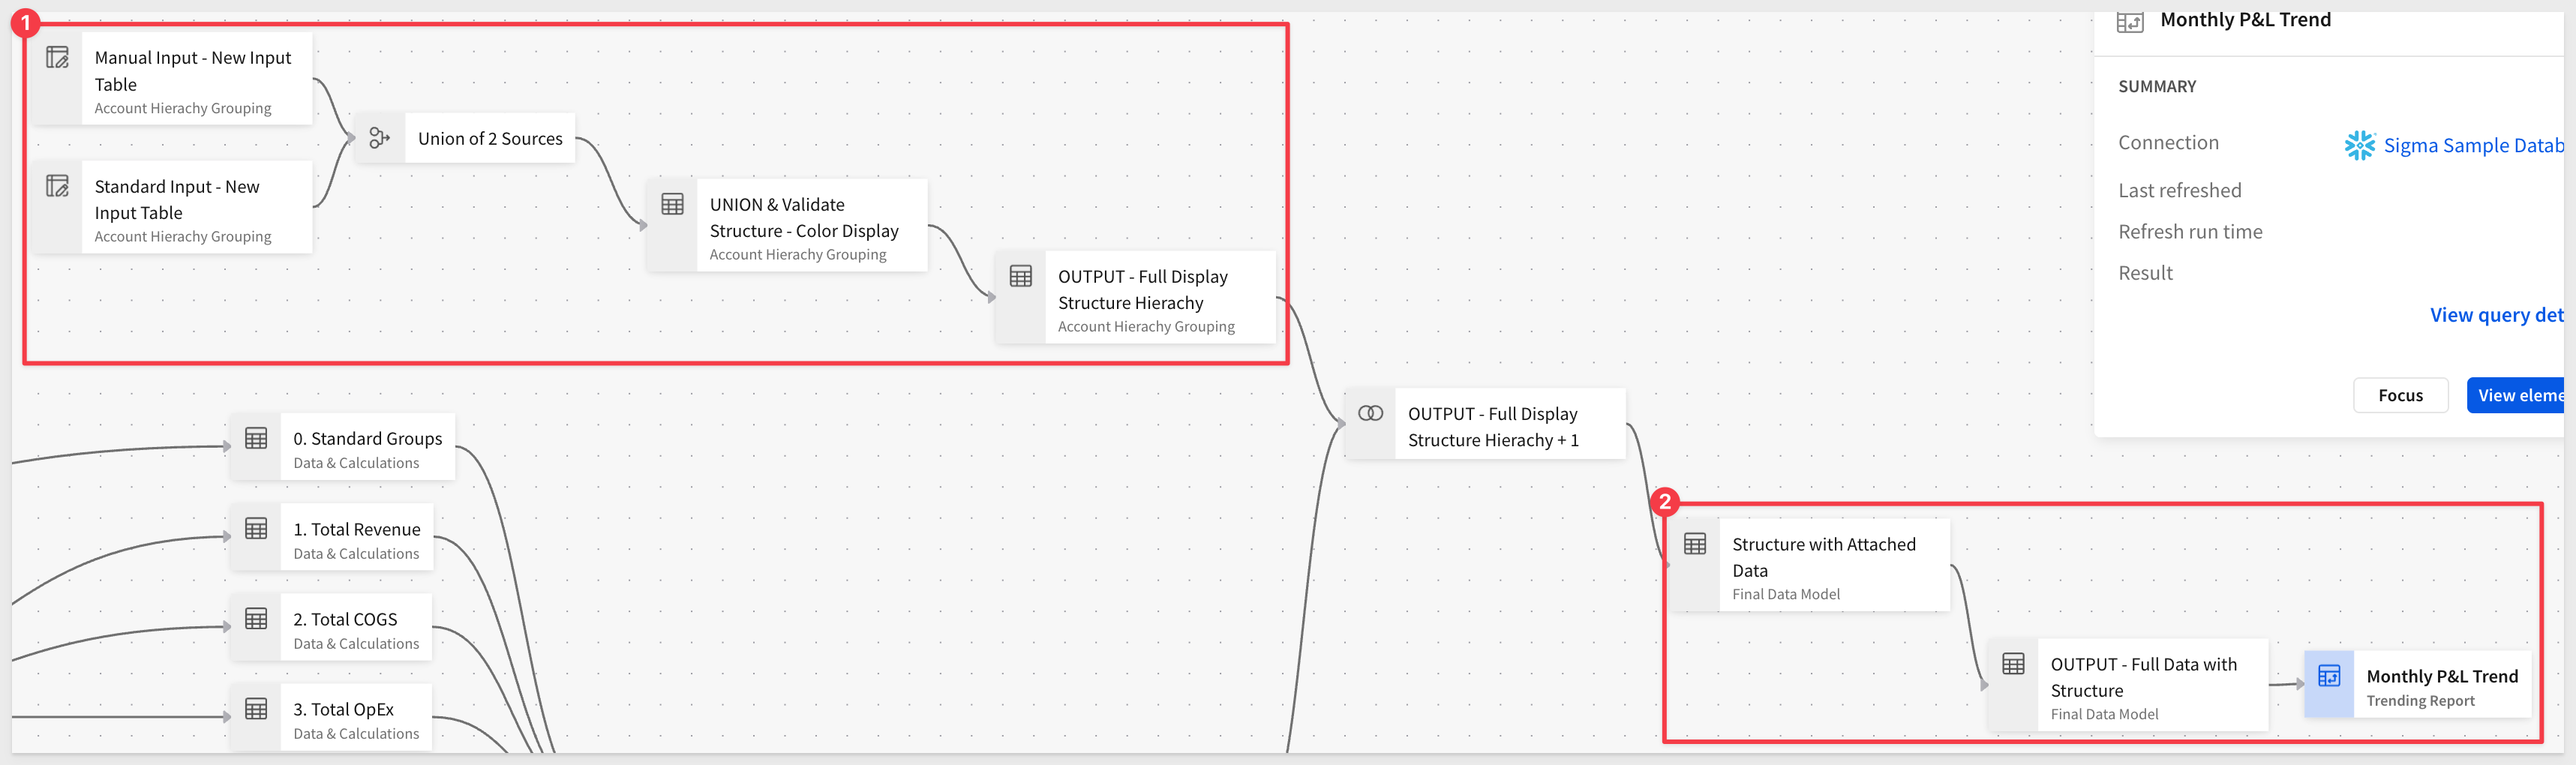 1
Manual Input - New Input
Table
Account Hierachy Grouping
Standard Input - New
Input Table
Account Hierachy Grouping
Union of 2 Sources
UNION & Validate
Structure - Color Display
Account Hierachy Grouping
OUTPUT - Full Display
Structure Hierachy
Account Hierachy Grouping
Monthly P&L Trend
SUMMARY
Connection
Sigma Sample Datab
Last refreshed
Refresh run time
Result
View query det
Focus
View eleme
0. Standard Groups
Data & Calculations
1. Total Revenue
Data & Calculations
2. Total COGS
Data & Calculations
3. Total OpEx
Data & Calculations
OUTPUT - Full Display
Structure Hierachy + 1
2
Structure with Attached
Data
Final Data Model
OUTPUT - Full Data with
Structure
Final Data Model
Monthly P&L Trend
Trending Report